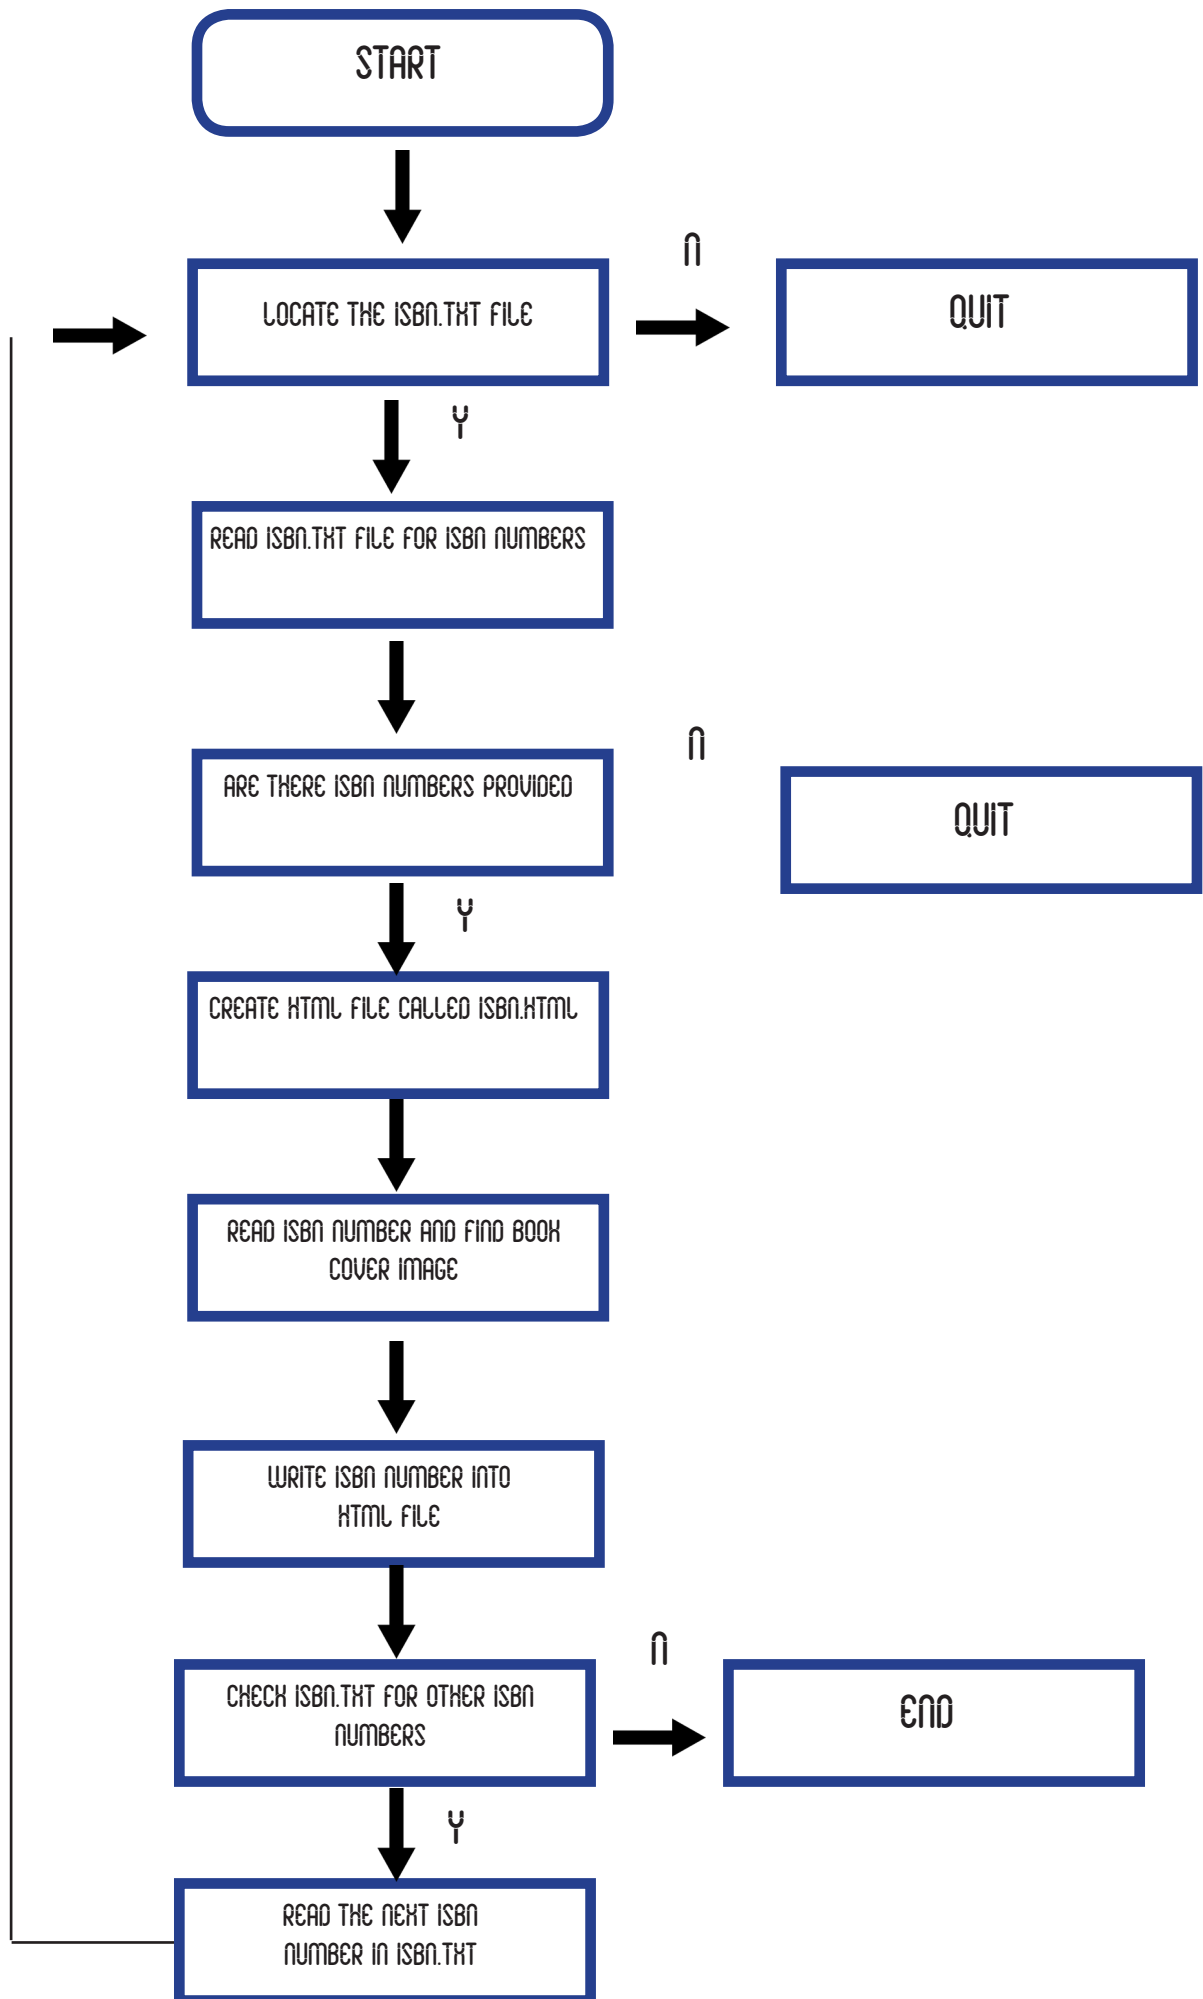 START
N
LOCATE THE ISBN.TXT FILE
QUIT
Y
READ ISBN.TXT FILE FOR ISBN NUMBERS
N
ARE THERE ISBN NUMBERS PROVIDED
QUIT
Y
CREATE HTML FILE CALLED ISBN.HTML
READ ISBN NUMBER AND FIND BOOK
COVER IMAGE
WRITE ISBN NUMBER INTO
HTML FILE
N
CHECK ISBN.TXT FOR OTHER ISBN
NUMBERS
END
Y
READ THE NEXT ISBN
NUMBER IN ISBN.TXT